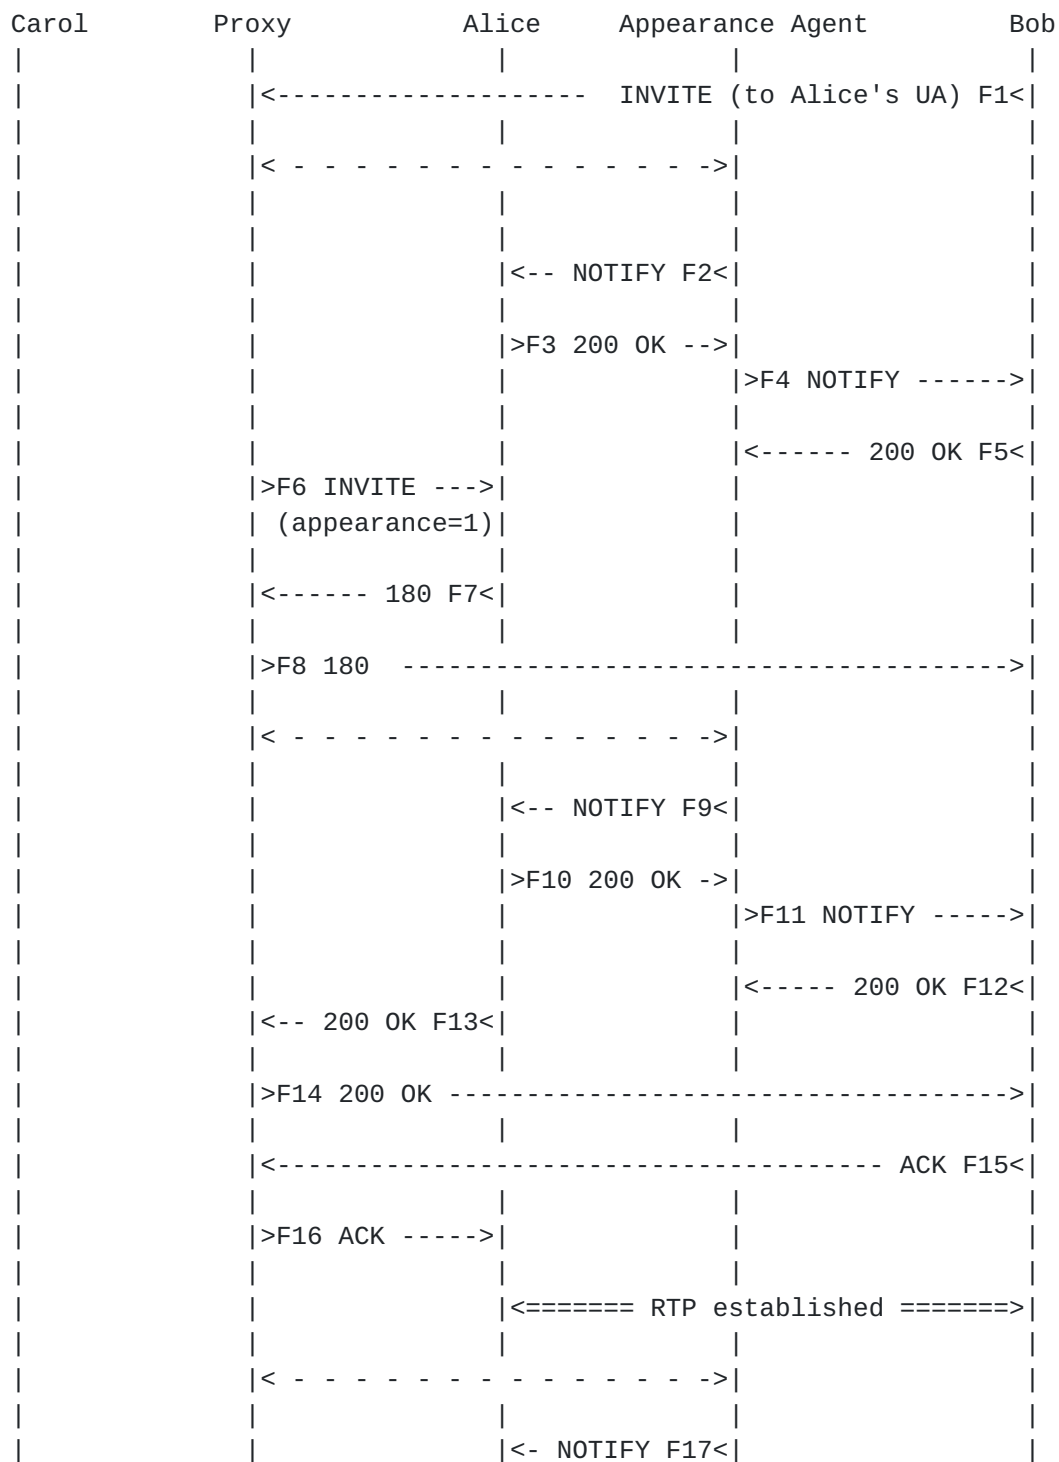 Carol        Proxy         Alice     Appearance Agent         Bob
|              |               |              |                  |
|              |<--------------------  INVITE (to Alice's UA) F1<|
|              |               |              |                  |
|              |< - - - - - - - - - - - - - ->|                  |
|              |               |              |                  |
|              |               |              |                  |
|              |               |<-- NOTIFY F2<|                  |
|              |               |              |                  |
|              |               |>F3 200 OK -->|                  |
|              |               |              |>F4 NOTIFY ------>|
|              |               |              |                  |
|              |               |              |<------ 200 OK F5<|
|              |>F6 INVITE --->|              |                  |
|              | (appearance=1)|              |                  |
|              |               |              |                  |
|              |<------ 180 F7<|              |                  |
|              |               |              |                  |
|              |>F8 180  --------------------------------------->|
|              |               |              |                  |
|              |< - - - - - - - - - - - - - ->|                  |
|              |               |              |                  |
|              |               |<-- NOTIFY F9<|                  |
|              |               |              |                  |
|              |               |>F10 200 OK ->|                  |
|              |               |              |>F11 NOTIFY ----->|
|              |               |              |                  |
|              |               |              |<----- 200 OK F12<|
|              |<-- 200 OK F13<|              |                  |
|              |               |              |                  |
|              |>F14 200 OK ------------------------------------>|
|              |               |              |                  |
|              |<--------------------------------------- ACK F15<|
|              |               |              |                  |
|              |>F16 ACK ----->|              |                  |
|              |               |              |                  |
|              |               |<======= RTP established =======>|
|              |               |              |                  |
|              |< - - - - - - - - - - - - - ->|                  |
|              |               |              |                  |
|              |               |<- NOTIFY F17<|                  |